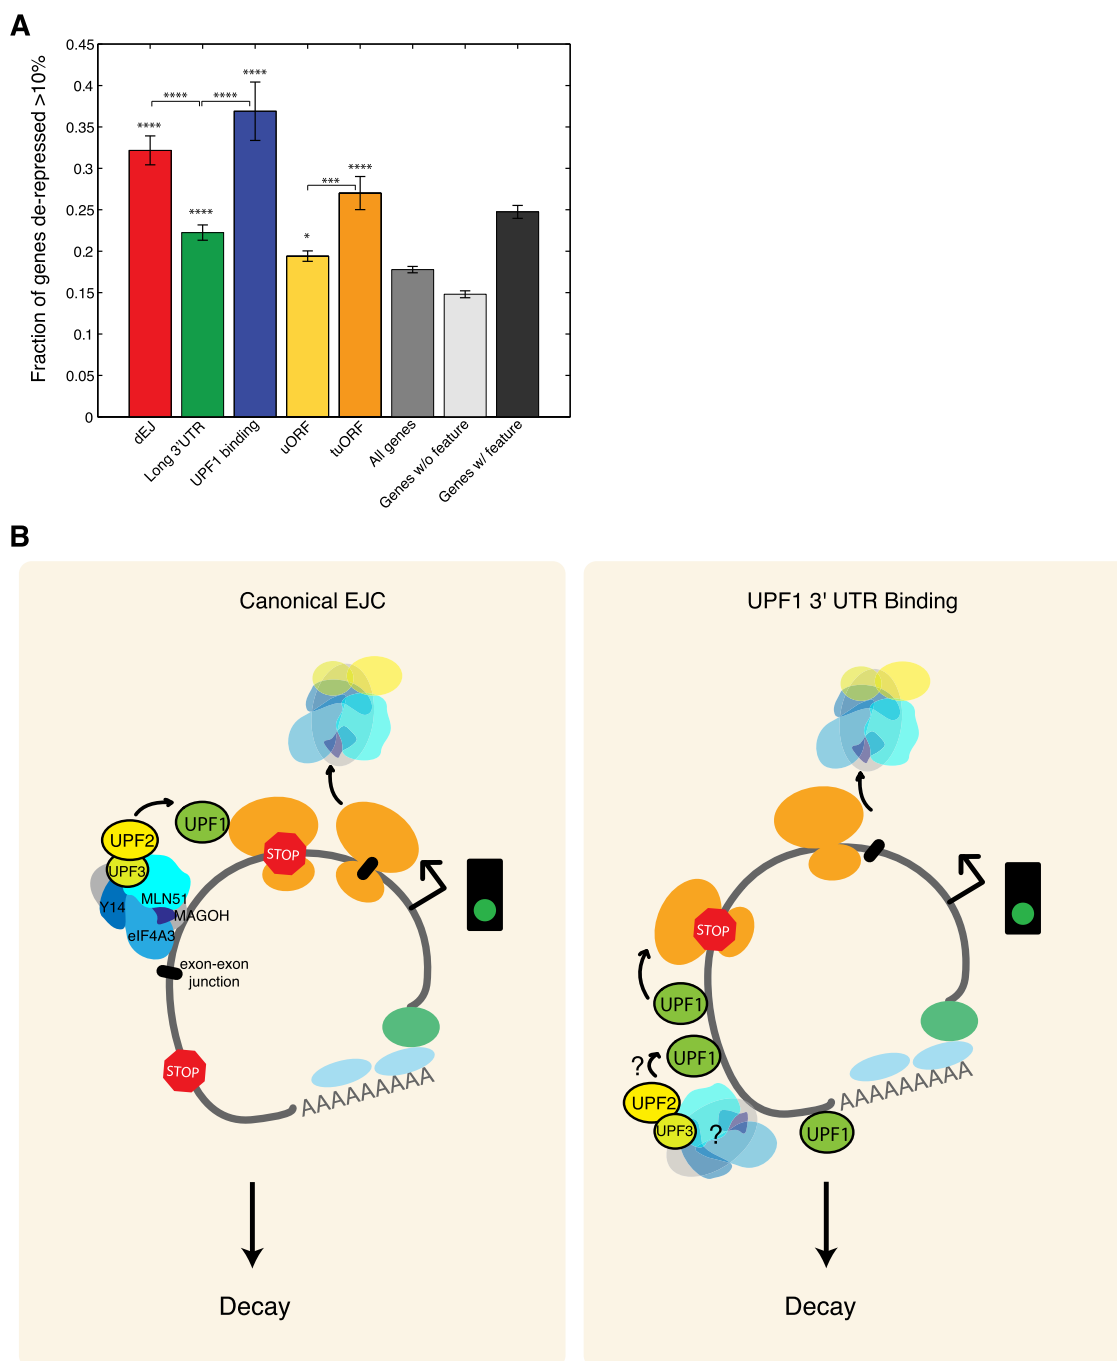 A
Fraction of genes de-repressed >10%
0.45
0.4
0.35
0.3
0.25
0.2
0.15
0.1
0.05
0
****
****
****
****
****
*
***
****
dEJ
Long 3'UTR
UPF1 binding
uORF
tuORF
All genes
Genes w/o feature
Genes w/ feature
B
Canonical EJC
UPF1
UPF2
UPF3
STOP
MLN51
Y14
MAGOH
eIF4A3
exon-exon
junction
STOP
AAAAAAAAA
Decay
UPF1 3' UTR Binding
STOP
UPF1
?
UPF1
UPF2
UPF3
?
UPF1
AAAAAAAAA
Decay